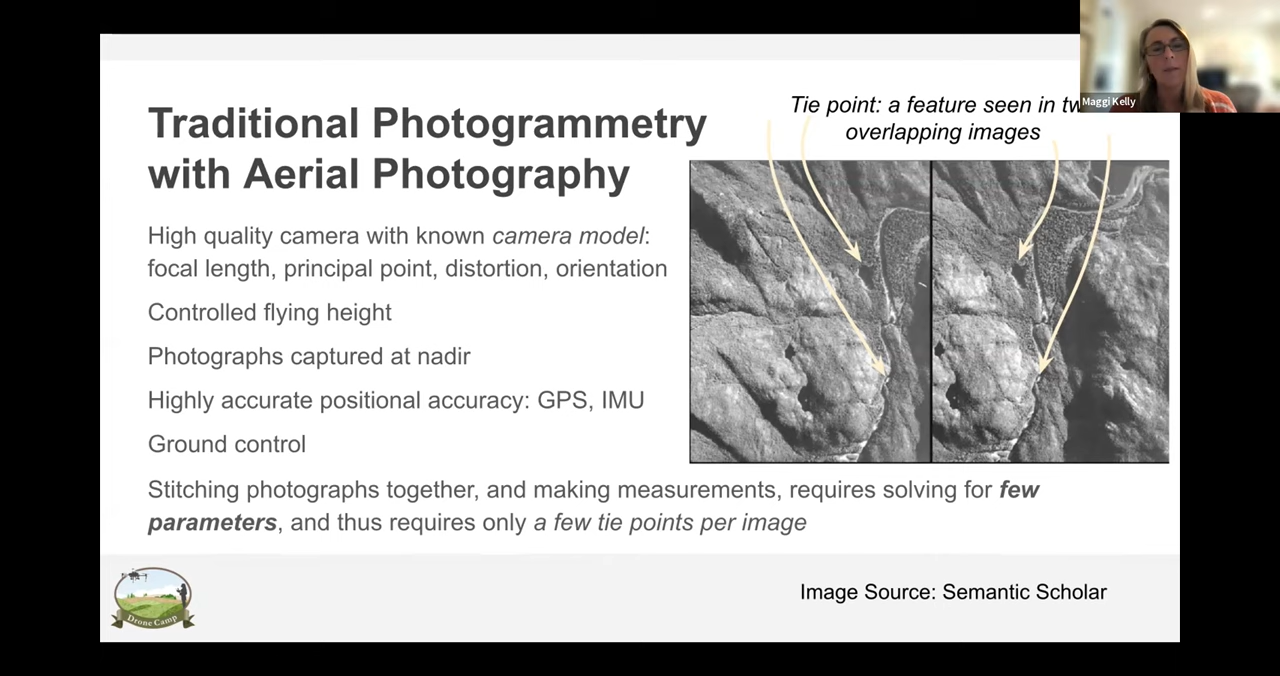 Traditional Photogrammetry
with Aerial Photography
Tie point: a feature seen in
overlapping images
Maggi Kelly
High quality camera with known camera model:
focal length, principal point, distortion, orientation
Controlled flying height
Photographs captured at nadir
Highly accurate positional accuracy: GPS, IMU
Ground control
Stitching photographs together, and making measurements, requires solving for few
parameters, and thus requires only a few tie points per image
Drone Camp
Image Source: Semantic Scholar